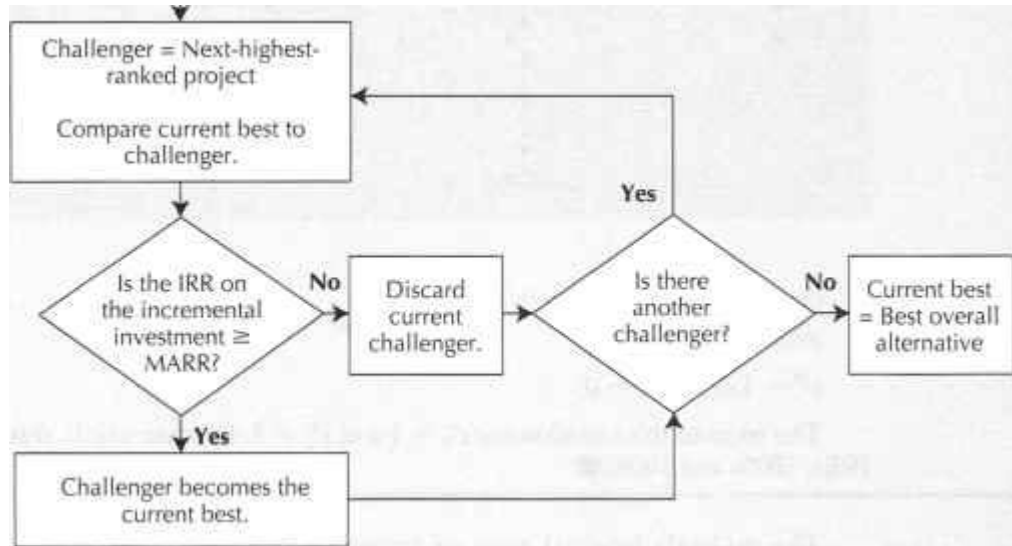 Challenger = Next-highest-
ranked project
Compare current best to
challenger.
Yes
Is the IRR on
the incremental
investment ≥
MARR?
No
Discard
current
challenger.
Is there
another
challenger?
No
Current best
= Best overall
alternative
Yes
Challenger becomes the
current best.